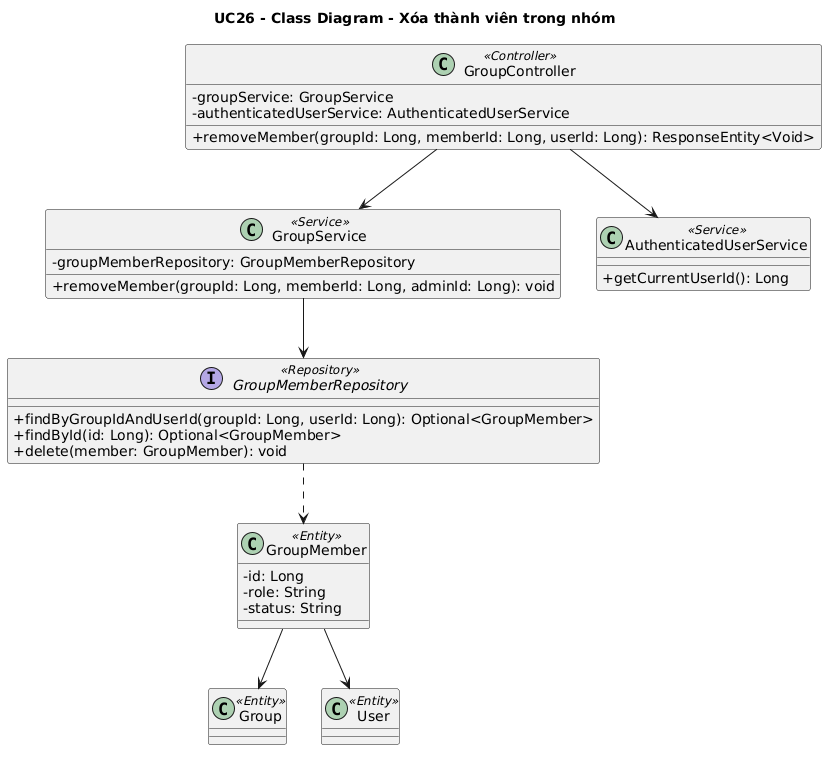 UC26 - Class Diagram - Xóa thành viên trong nhóm
«Controller»
C GroupController
-groupService: GroupService
-authenticatedUserService: AuthenticatedUserService
+removeMember(groupId: Long, memberId: Long, userId: Long): ResponseEntity<Void>
«Service»
C GroupService
-groupMemberRepository: GroupMemberRepository
+removeMember(groupId: Long, memberId: Long, adminId: Long): void
«Service»
C AuthenticatedUserService
+getCurrentUserId(): Long
«Repository»
I GroupMemberRepository
+findByGroupIdAndUserId(groupId: Long, userId: Long): Optional<GroupMember>
+findById(id: Long): Optional<GroupMember>
+delete(member: GroupMember): void
«Entity»
C GroupMember
-id: Long
-role: String
-status: String
«Entity»
C Group
«Entity»
C User